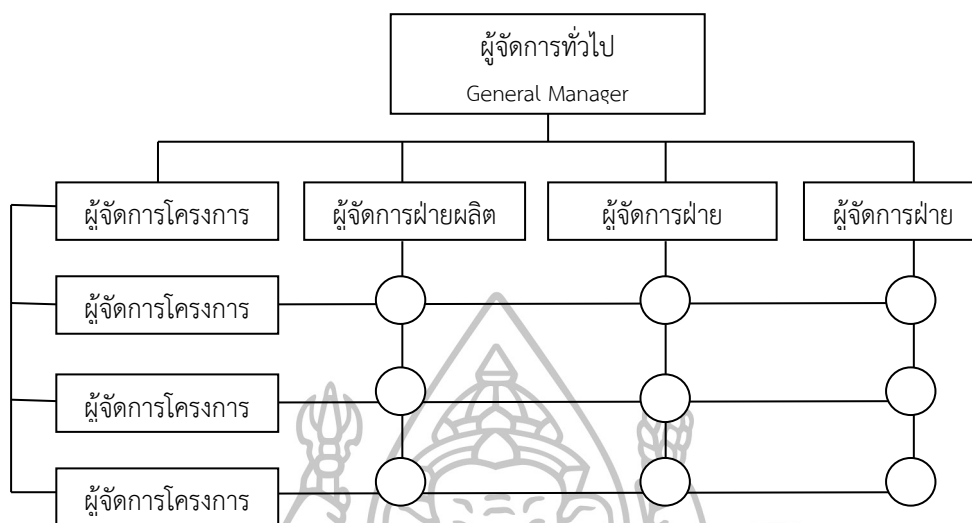 ผู้จัดการทั่วไป
General Manager
ผู้จัดการโครงการ
ผู้จัดการฝ่ายผลิต
ผู้จัดการฝ่าย
ผู้จัดการฝ่าย
ผู้จัดการโครงการ
ผู้จัดการโครงการ
ผู้จัดการโครงการ